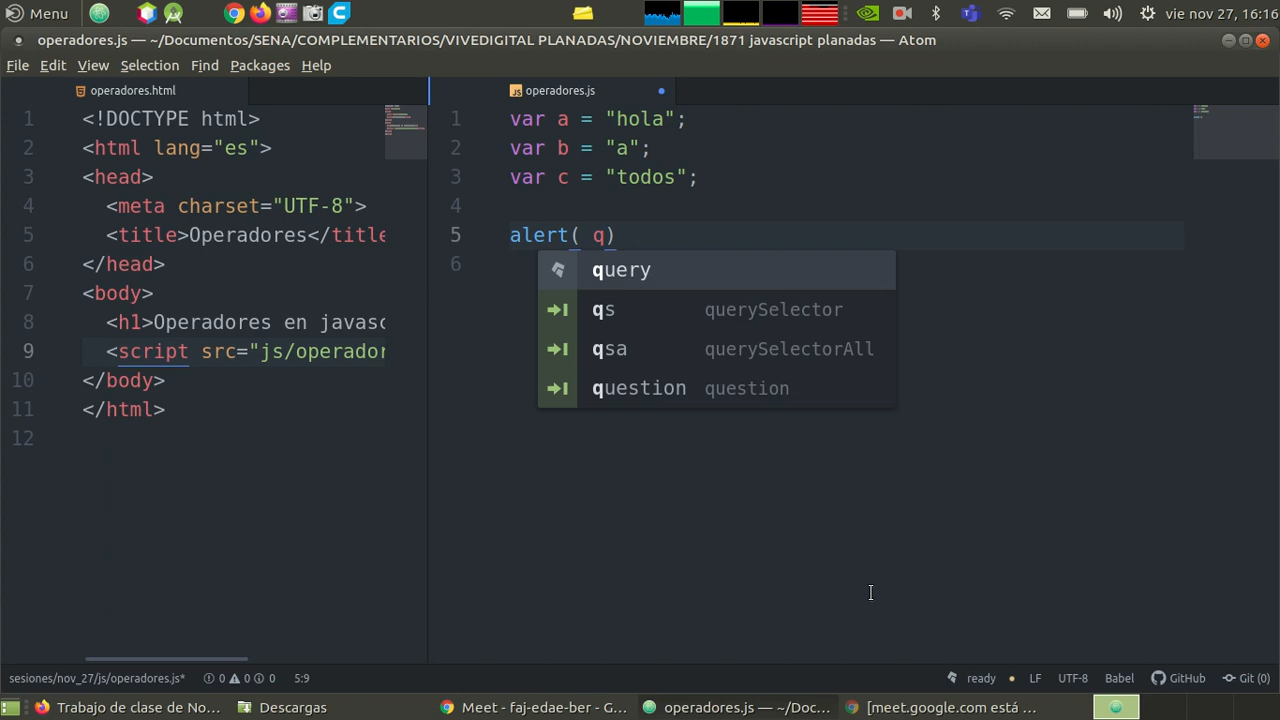 Menu
vie nov 27, 16:16
operadores.js — ~/Documentos/SENA/COMPLEMENTARIOS/VIVEDIGITAL PLANADAS/NOVIEMBRE/1871 javascript planadas — Atom
File Edit View Selection Find Packages Help
operadores.html
1 <!DOCTYPE html>
2 <html lang="es">
3 <head>
4 <meta charset="UTF-8">
5 <title>Operadores</title
6 </head>
7 <body>
8 <h1>Operadores en javasc
9 <script src="js/operador
10 </body>
11 </html>
12
operadores.js
1 var a = "hola";
2 var b = "a";
3 var c = "todos";
4
5 alert( q)
6
query
qs querySelector
qsa querySelectorAll
question question
sesiones/nov_27/js/operadores.js* 0 0 0 5:9 ready LF UTF-8 Babel GitHub Git (0)
Trabajo de clase de No... Descargas Meet - faj-edae-ber - G... operadores.js — ~/Doc... [meet.google.com está ...